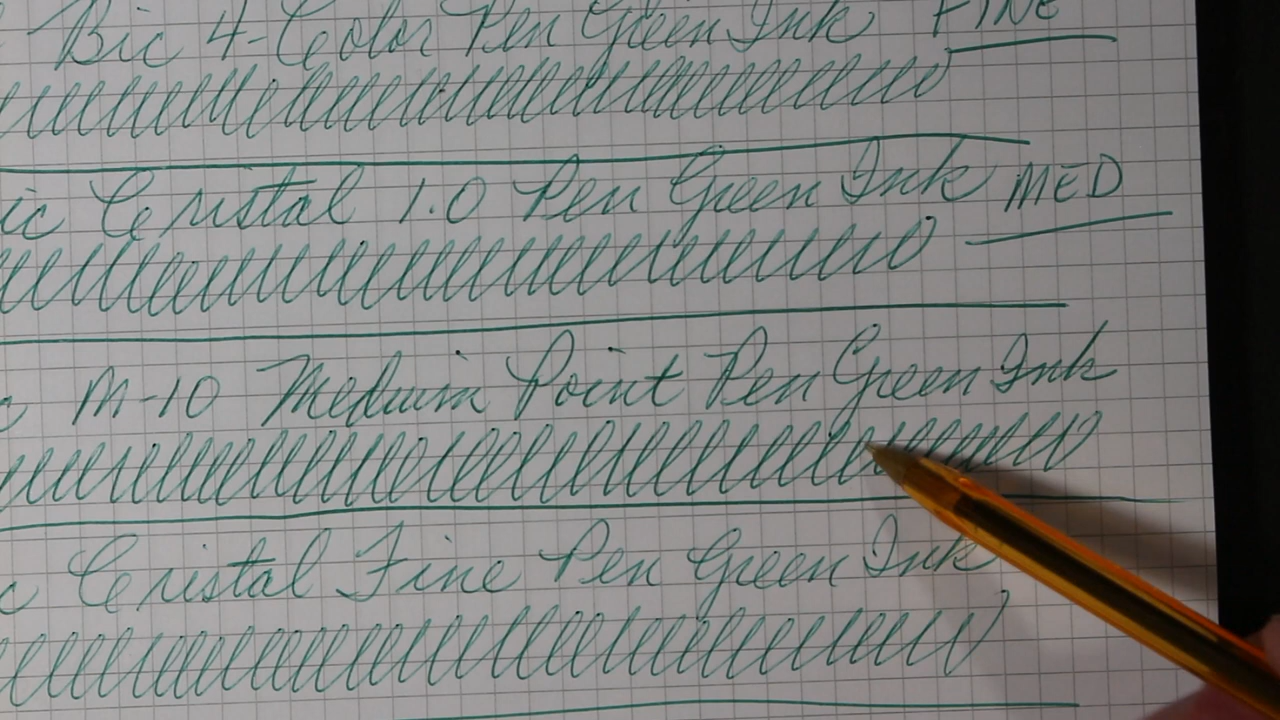 Bic 4-Color Pen Green Ink FINE
ic Cristal 1.0 Pen Green Ink MED
c M-10 Medium Point Pen Green Ink
c Cristal Fine Pen Green Ink